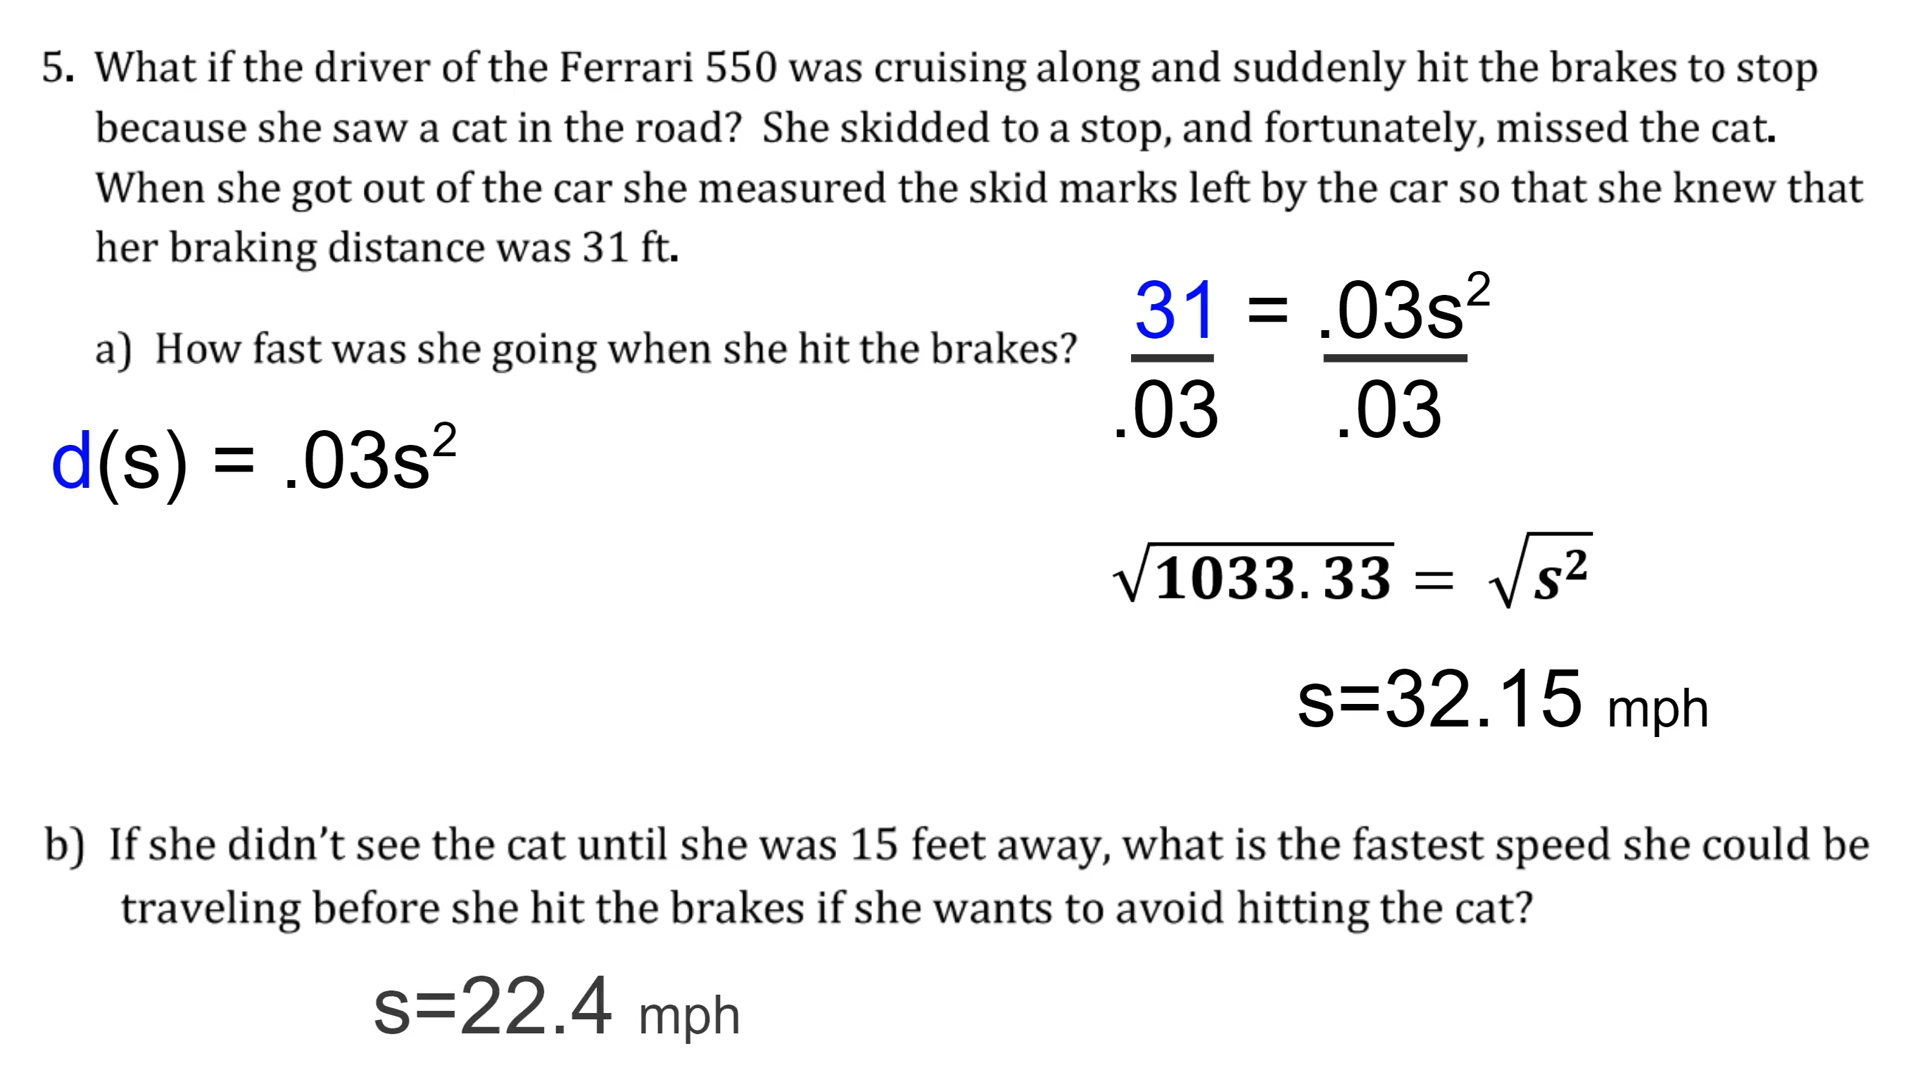 5. What if the driver of the Ferrari 550 was cruising along and suddenly hit the brakes to stop
because she saw a cat in the road? She skidded to a stop, and fortunately, missed the cat.
When she got out of the car she measured the skid marks left by the car so that she knew that
her braking distance was 31 ft.
31 = .03s²
.03 .03
a) How fast was she going when she hit the brakes?
d(s) = .03s²
√1033.33 = √s²
s=32.15 mph
b) If she didn't see the cat until she was 15 feet away, what is the fastest speed she could be
traveling before she hit the brakes if she wants to avoid hitting the cat?
s=22.4 mph